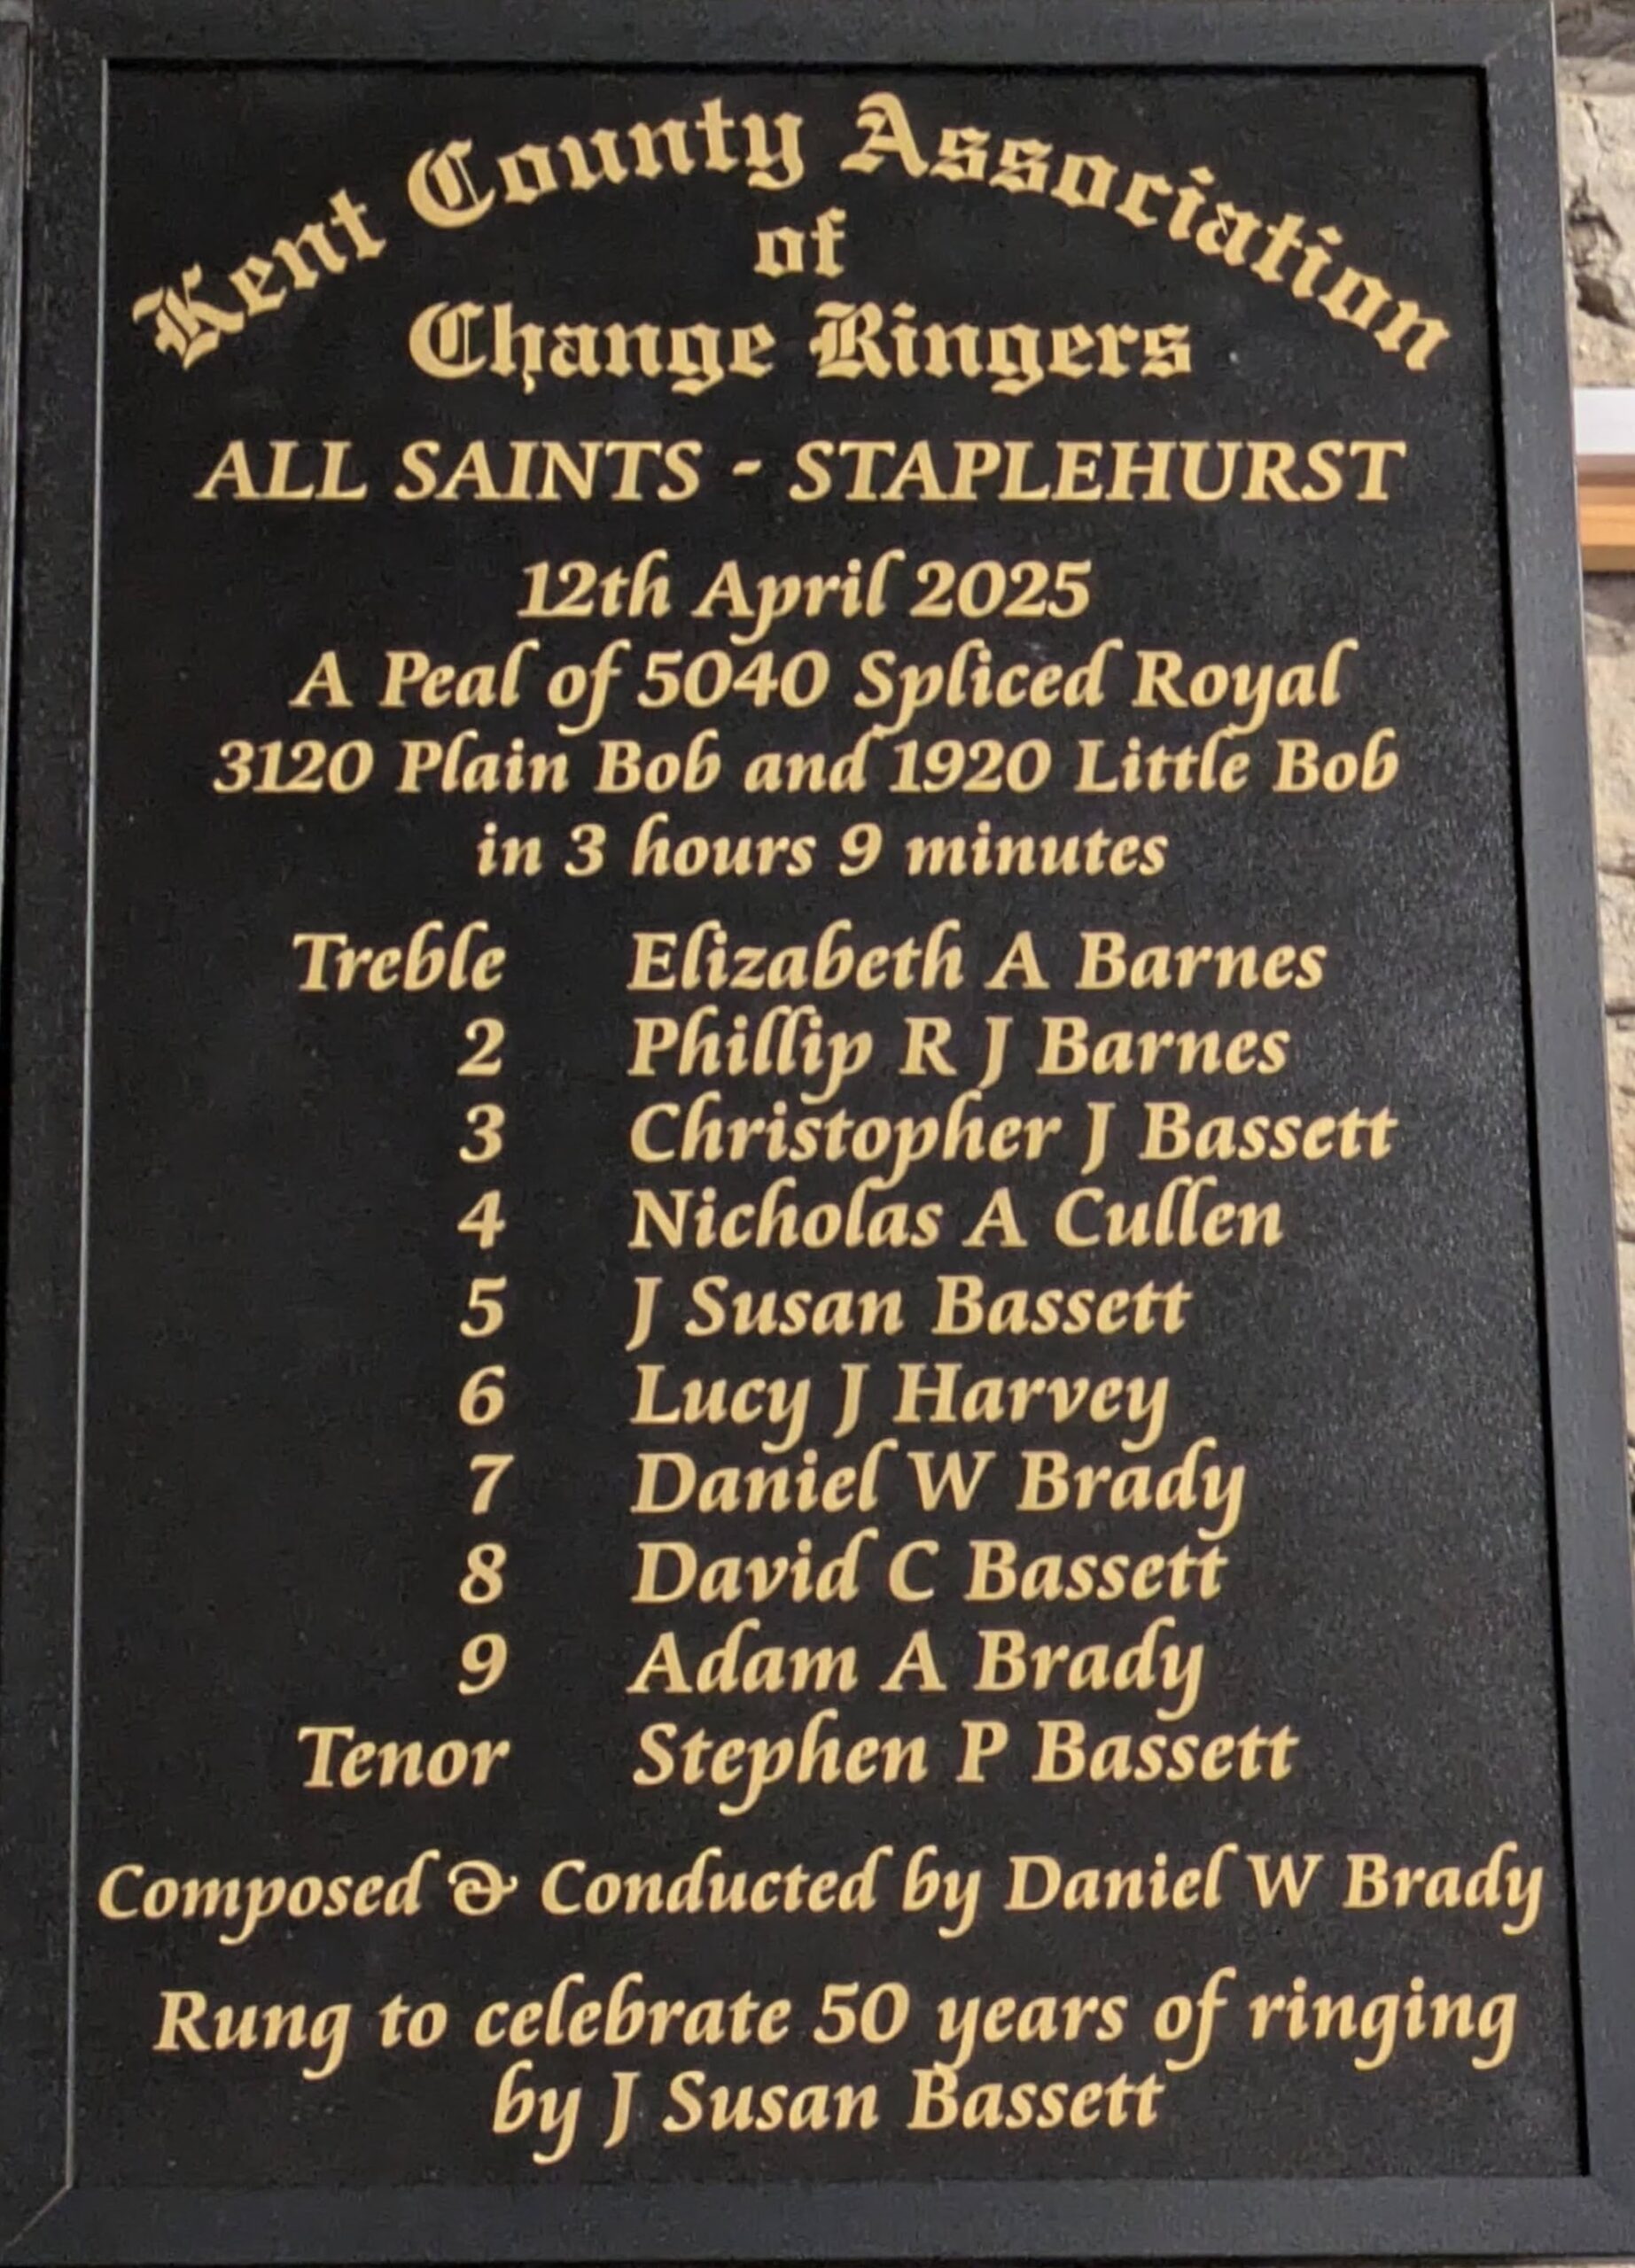 Kent County Association
of
Change Ringers
ALL SAINTS - STAPLEHURST
12th April 2025
A Peal of 5040 Spliced Royal
3120 Plain Bob and 1920 Little Bob
in 3 hours 9 minutes
Treble Elizabeth A Barnes
2 Phillip R J Barnes
3 Christopher J Bassett
4 Nicholas A Cullen
5 J Susan Bassett
6 Lucy J Harvey
7 Daniel W Brady
8 David C Bassett
9 Adam A Brady
Tenor Stephen P Bassett
Composed & Conducted by Daniel W Brady
Rung to celebrate 50 years of ringing
by J Susan Bassett